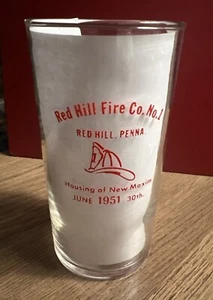 Red Hill Fire Co. No. 1
RED HILL, PENNA.
Housing of New Maxim
JUNE 1951 30th.